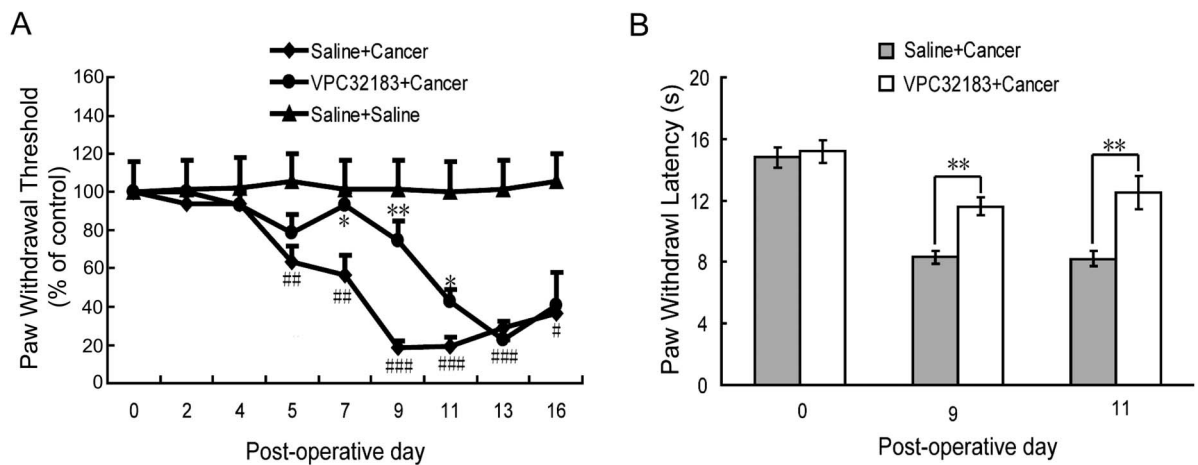 A
Saline+Cancer
VPC32183+Cancer
Saline+Saline
Paw Withdrawal Threshold
(% of control)
160
140
120
100
80
60
40
20
0
*
**
*
##
##
###
###
###
#
0 2 4 5 7 9 11 13 16
Post-operative day
B
Saline+Cancer
VPC32183+Cancer
Paw Withdrawl Latency (s)
20
16
12
8
4
0
**
**
0 9 11
Post-operative day